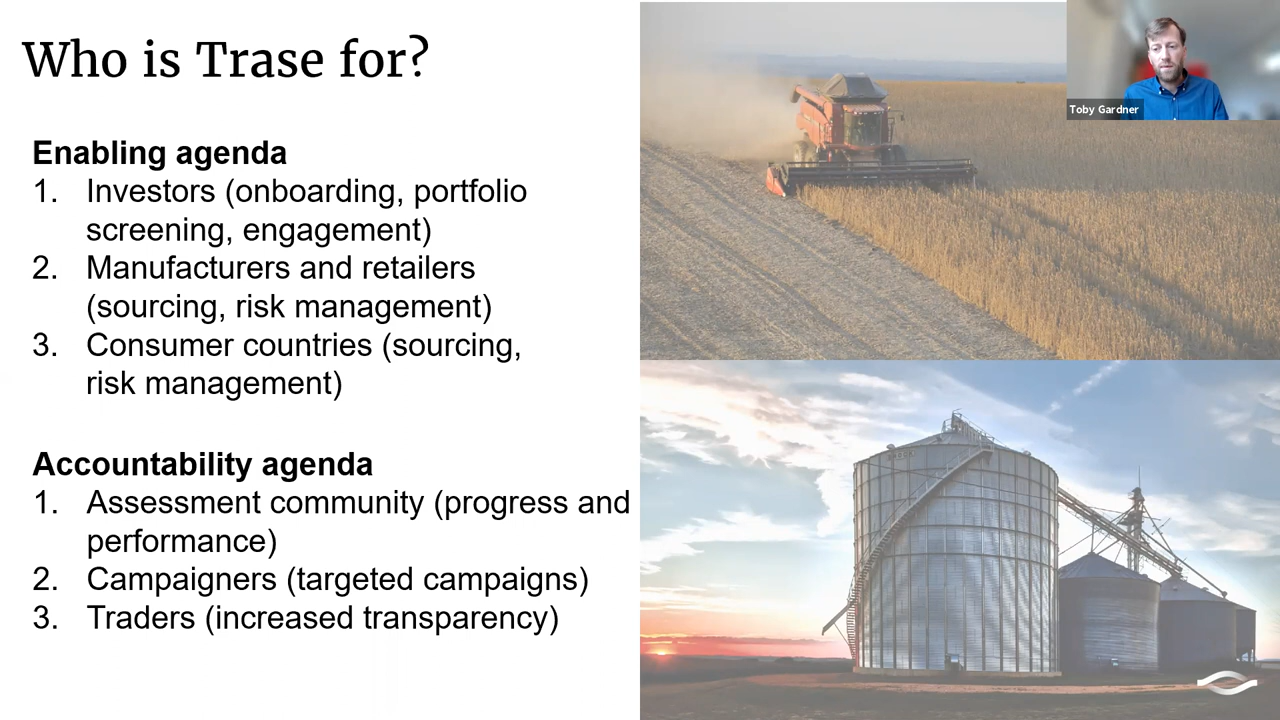 Who is Trase for?
Enabling agenda
1. Investors (onboarding, portfolio
screening, engagement)
2. Manufacturers and retailers
(sourcing, risk management)
3. Consumer countries (sourcing,
risk management)
Accountability agenda
1. Assessment community (progress and
performance)
2. Campaigners (targeted campaigns)
3. Traders (increased transparency)
Toby Gardner